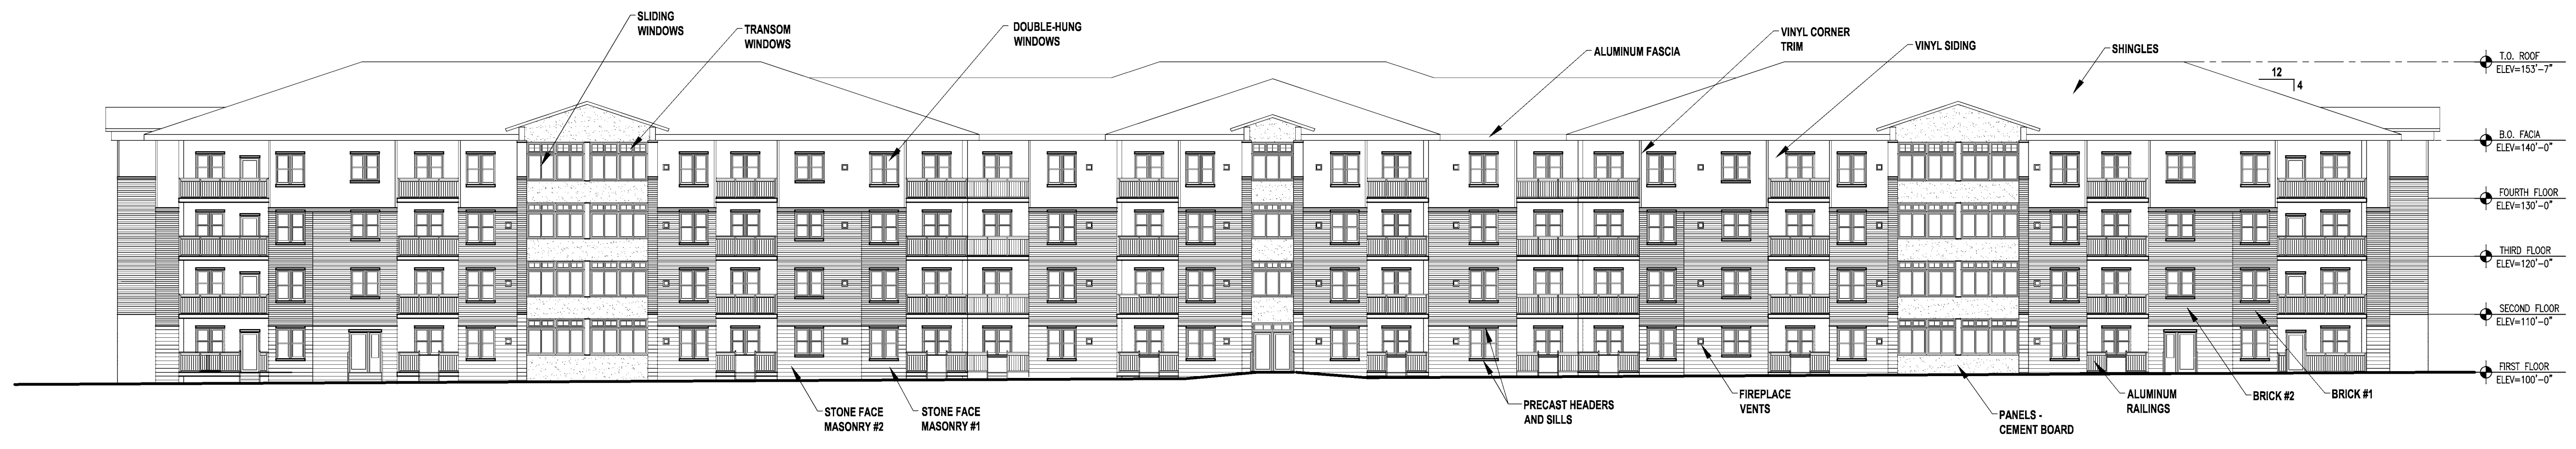 SLIDING
WINDOWS
TRANSOM
WINDOWS
DOUBLE-HUNG
WINDOWS
ALUMINUM FASCIA
VINYL CORNER
TRIM
VINYL SIDING
SHINGLES
12
4
T.O. ROOF
ELEV=153'-7"
B.O. FACIA
ELEV=140'-0"
FOURTH FLOOR
ELEV=130'-0"
THIRD FLOOR
ELEV=120'-0"
SECOND FLOOR
ELEV=110'-0"
FIRST FLOOR
ELEV=100'-0"
STONE FACE
MASONRY #2
STONE FACE
MASONRY #1
PRECAST HEADERS
AND SILLS
FIREPLACE
VENTS
PANELS -
CEMENT BOARD
ALUMINUM
RAILINGS
BRICK #2
BRICK #1